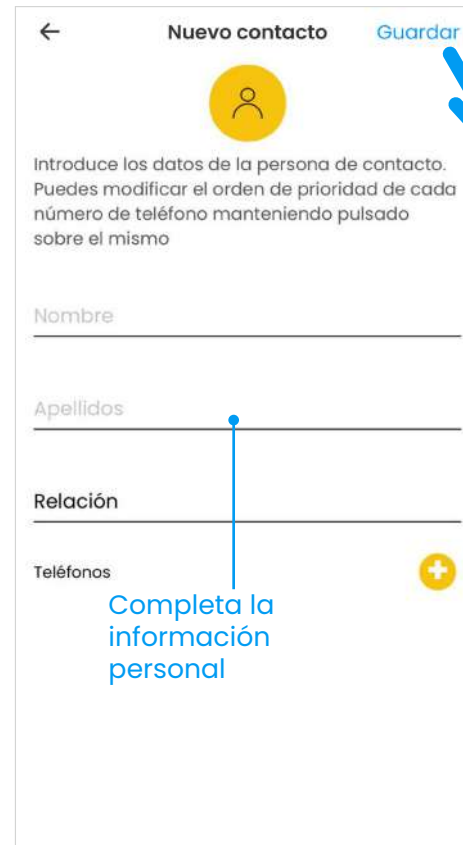 Nuevo contacto
Guardar
Introduce los datos de la persona de contacto.
Puedes modificar el orden de prioridad de cada
número de teléfono manteniendo pulsado
sobre el mismo
Nombre
Apellidos
Relación
Teléfonos
Completa la
información
personal